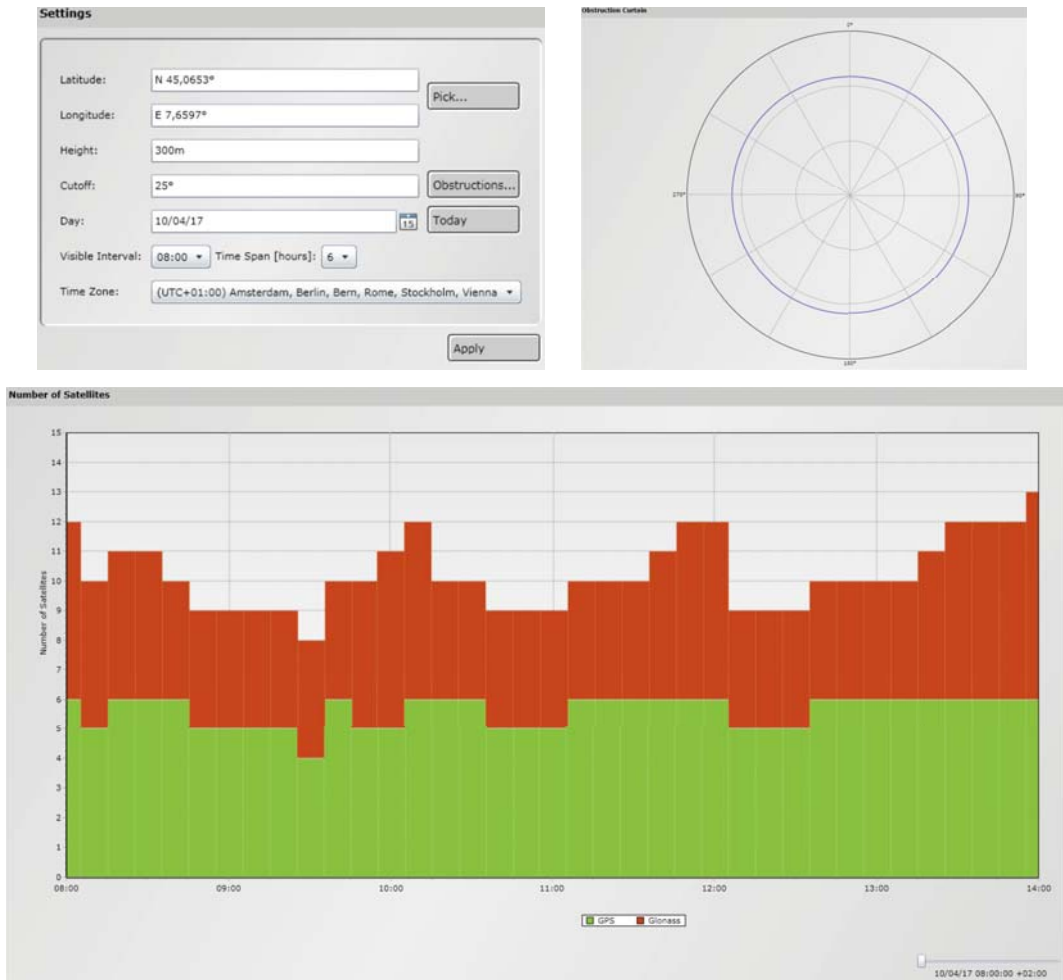 Settings
Latitude: N 45,0653°
Pick...
Longitude: E 7,6597°
Height: 300m
Cutoff: 25° Obstructions...
Day: 10/04/17 15 Today
Visible Interval: 08:00 Time Span [hours]: 6
Time Zone: (UTC+01:00) Amsterdam, Berlin, Bern, Rome, Stockholm, Vienna
Apply
Obstruction Curtain
0°
270° 90°
180°
Number of Satellites
15
14
13
12
11
10
9
8
7
6
5
4
3
2
1
0
Number of Satellites
08:00 09:00 10:00 11:00 12:00 13:00 14:00
GPS Glonass
10/04/17 08:00:00 +02:00